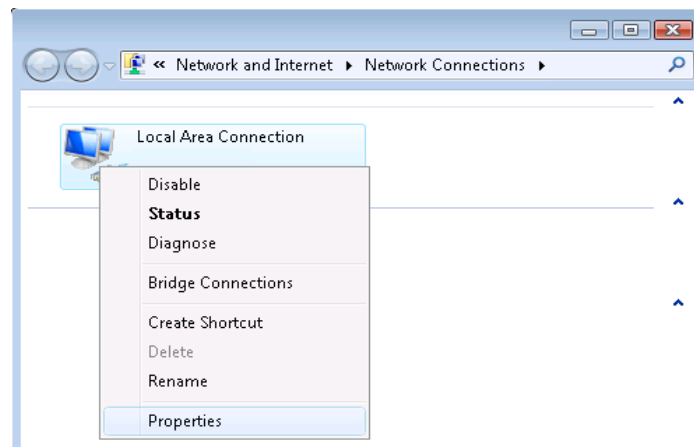 « Network and Internet ▸ Network Connections ▸
Local Area Connection
Disable
Status
Diagnose
Bridge Connections
Create Shortcut
Delete
Rename
Properties